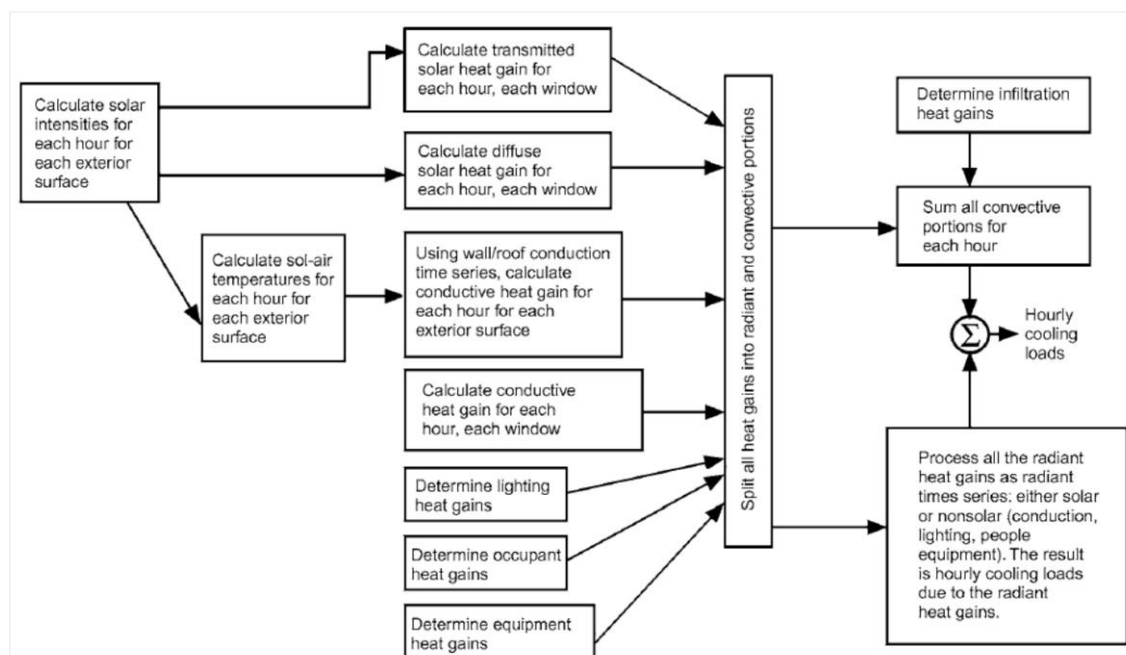 Calculate solar
intensities for
each hour for
each exterior
surface
Calculate transmitted
solar heat gain for
each hour, each window
Calculate diffuse
solar heat gain for
each hour, each window
Calculate sol-air
temperatures for
each hour for
each exterior
surface
Using wall/roof conduction
time series, calculate
conductive heat gain for
each hour for each
exterior surface
Calculate conductive
heat gain for each
hour, each window
Determine lighting
heat gains
Determine occupant
heat gains
Determine equipment
heat gains
Split all heat gains into radiant and convective portions
Determine infiltration
heat gains
Sum all convective
portions for
each hour
Σ
Hourly
cooling
loads
Process all the radiant
heat gains as radiant
times series: either solar
or nonsolar (conduction,
lighting, people
equipment). The result
is hourly cooling loads
due to the radiant
heat gains.